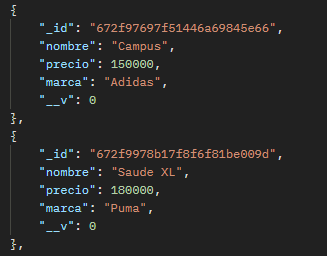 {
"_id": "672f97697f51446a69845e66",
"nombre": "Campus",
"precio": 150000,
"marca": "Adidas",
"__v": 0
},
{
"_id": "672f9978b17f8f6f81be009d",
"nombre": "Saude XL",
"precio": 180000,
"marca": "Puma",
"__v": 0
},